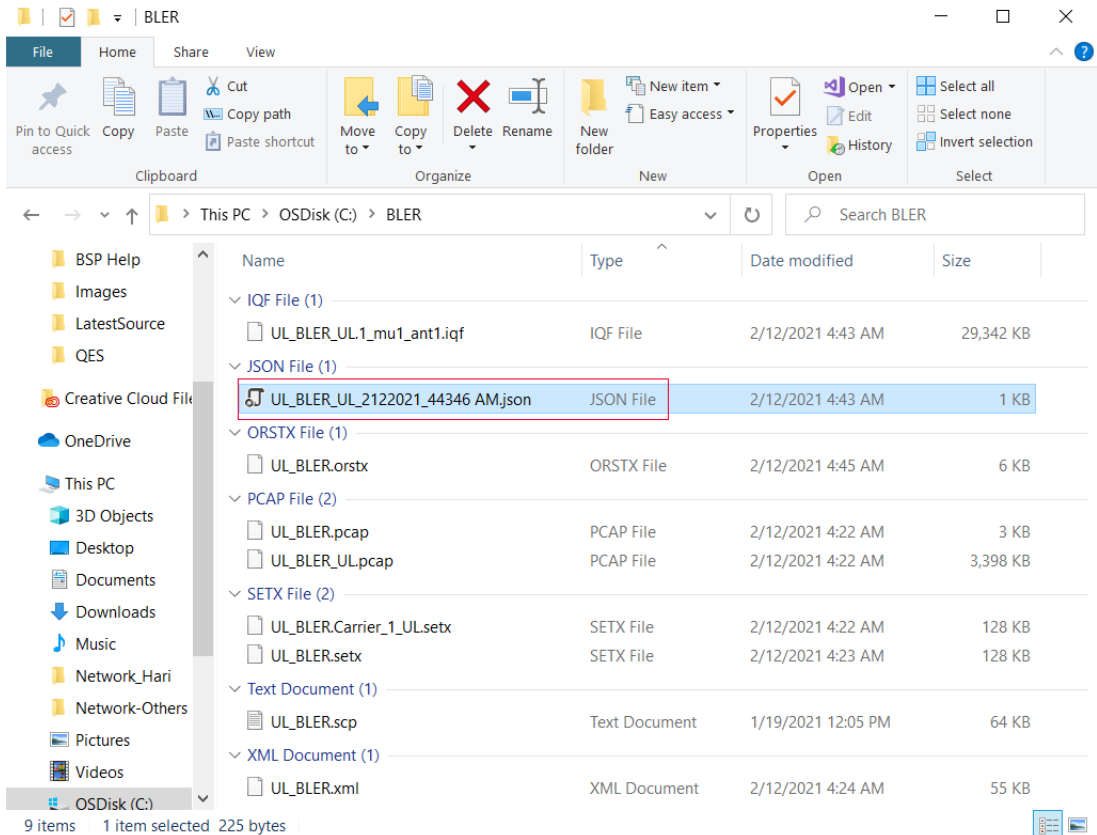 BLER
File Home Share View
Pin to Quick access
Copy
Paste
Cut
Copy path
Paste shortcut
Clipboard
Move to
Copy to
Delete
Rename
Organize
New folder
New item
Easy access
New
Properties
Open
Edit
History
Open
Select all
Select none
Invert selection
Select
This PC > OSDisk (C:) > BLER
Search BLER
BSP Help
Images
LatestSource
QES
Creative Cloud File
OneDrive
This PC
3D Objects
Desktop
Documents
Downloads
Music
Network_Hari
Network-Others
Pictures
Videos
OSDisk (C:)
Name Type Date modified Size
IQF File (1)
UL_BLER_UL.1_mu1_ant1.iqf IQF File 2/12/2021 4:43 AM 29,342 KB
JSON File (1)
UL_BLER_UL_2122021_44346 AM.json JSON File 2/12/2021 4:43 AM 1 KB
ORSTX File (1)
UL_BLER.orstx ORSTX File 2/12/2021 4:45 AM 6 KB
PCAP File (2)
UL_BLER.pcap PCAP File 2/12/2021 4:22 AM 3 KB
UL_BLER_UL.pcap PCAP File 2/12/2021 4:22 AM 3,398 KB
SETX File (2)
UL_BLER.Carrier_1_UL.setx SETX File 2/12/2021 4:22 AM 128 KB
UL_BLER.setx SETX File 2/12/2021 4:23 AM 128 KB
Text Document (1)
UL_BLER.scp Text Document 1/19/2021 12:05 PM 64 KB
XML Document (1)
UL_BLER.xml XML Document 2/12/2021 4:24 AM 55 KB
9 items 1 item selected 225 bytes